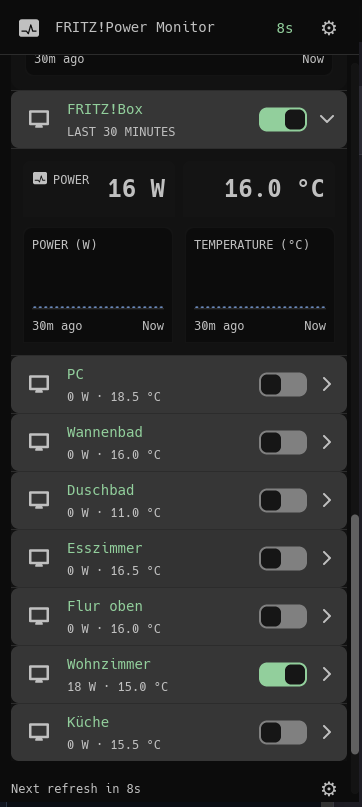 FRITZ!Power Monitor 8s
30m ago Now
FRITZ!Box
LAST 30 MINUTES
POWER 16 W 16.0 °C
POWER (W) TEMPERATURE (°C)
30m ago Now 30m ago Now
PC
0 W · 18.5 °C
Wannenbad
0 W · 16.0 °C
Duschbad
0 W · 11.0 °C
Esszimmer
0 W · 16.5 °C
Flur oben
0 W · 16.0 °C
Wohnzimmer
18 W · 15.0 °C
Küche
0 W · 15.5 °C
Next refresh in 8s